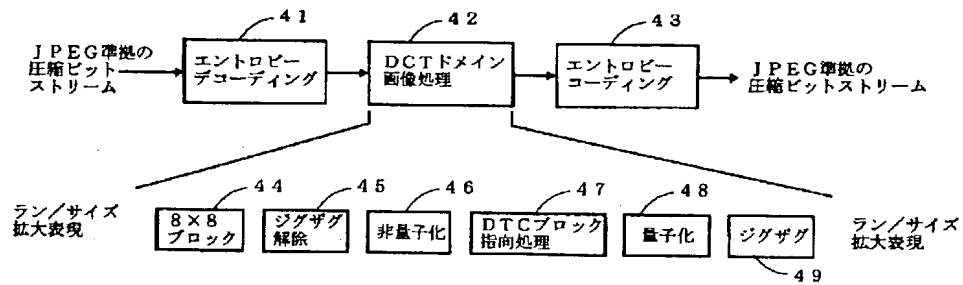 ４１
４２
４３
ＪＰＥＧ準拠の
圧縮ビット
ストリーム
エントロピー
デコーディング
ＤＣＴドメイン
画像処理
エントロピー
コーディング
ＪＰＥＧ準拠の
圧縮ビットストリーム
４４
４５
４６
４７
４８
ラン／サイズ
拡大表現
８×８
ブロック
ジグザグ
解除
非量子化
ＤＴＣブロック
指向処理
量子化
ジグザグ
ラン／サイズ
拡大表現
４９